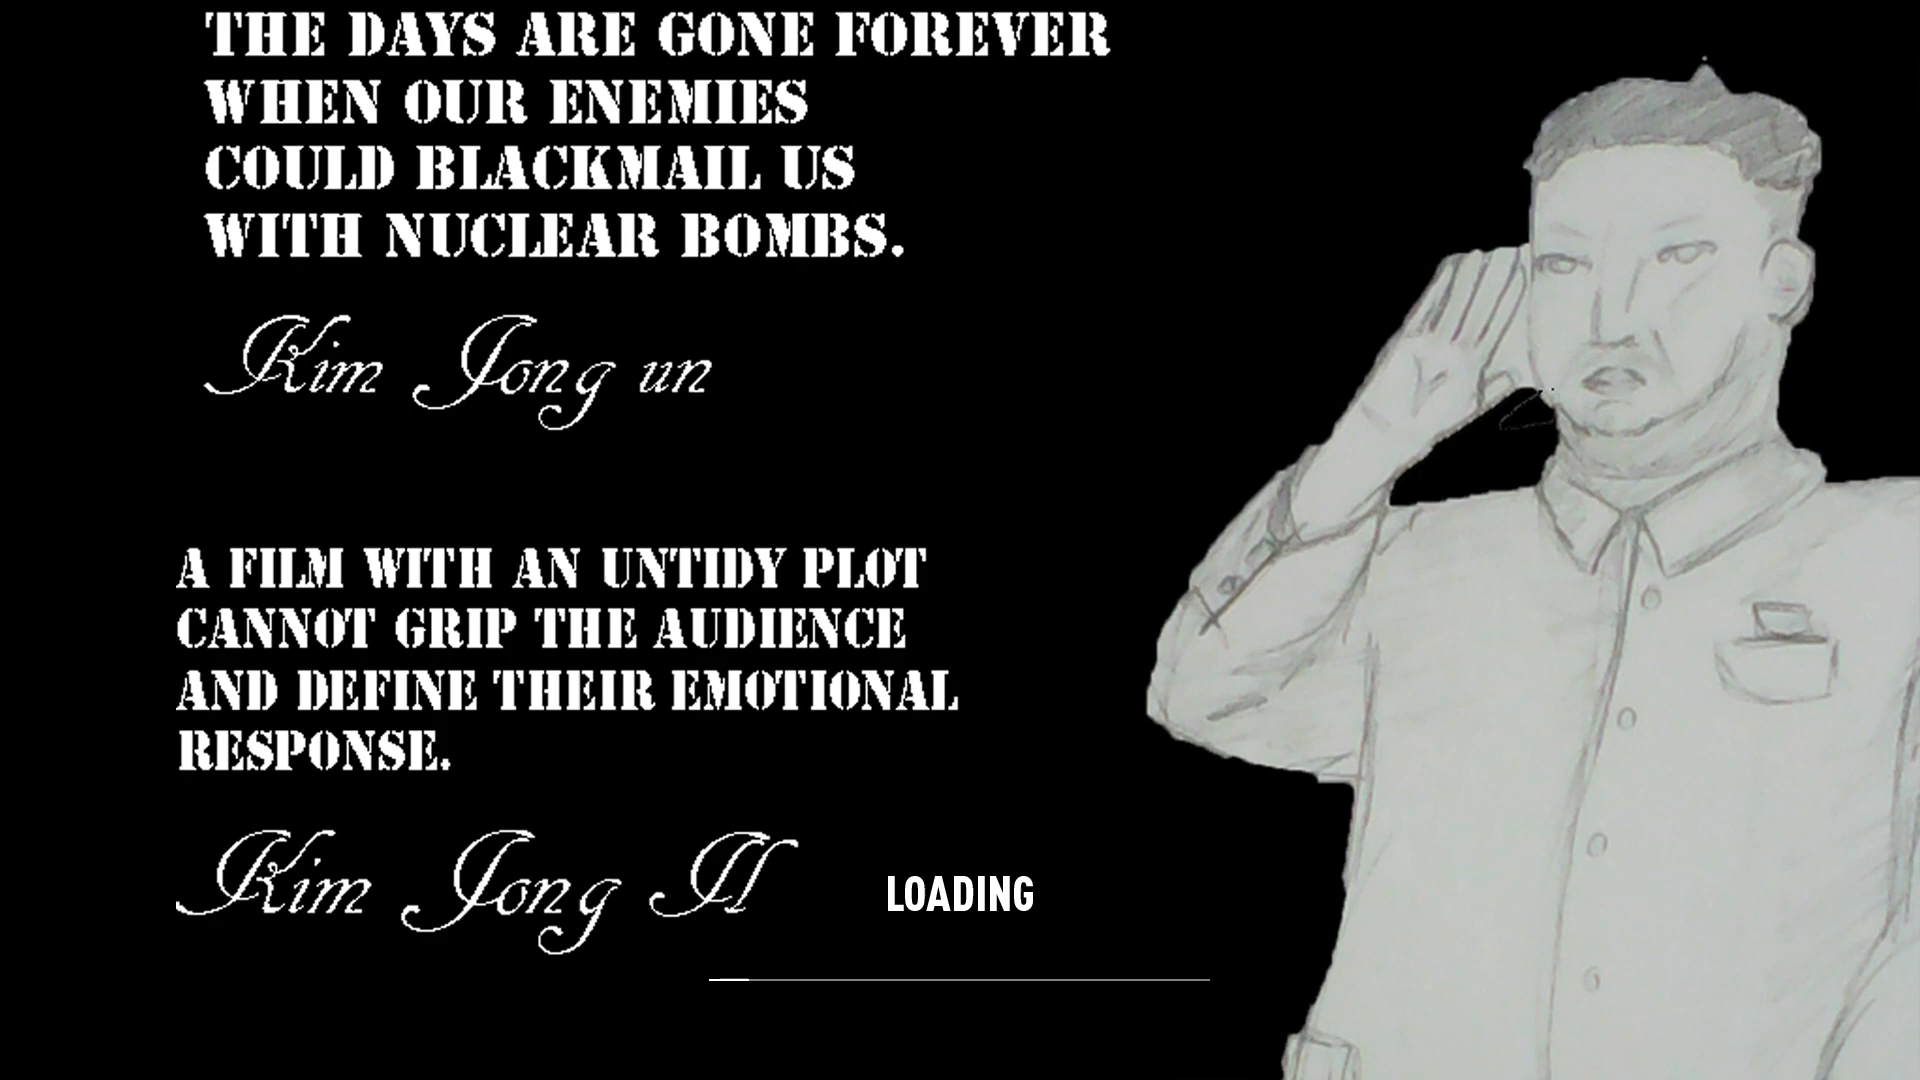 THE DAYS ARE GONE FOREVER
WHEN OUR ENEMIES
COULD BLACKMAIL US
WITH NUCLEAR BOMBS.
Kim Jong un
A FILM WITH AN UNTIDY PLOT
CANNOT GRIP THE AUDIENCE
AND DEFINE THEIR EMOTIONAL
RESPONSE.
Kim Jong Il
LOADING